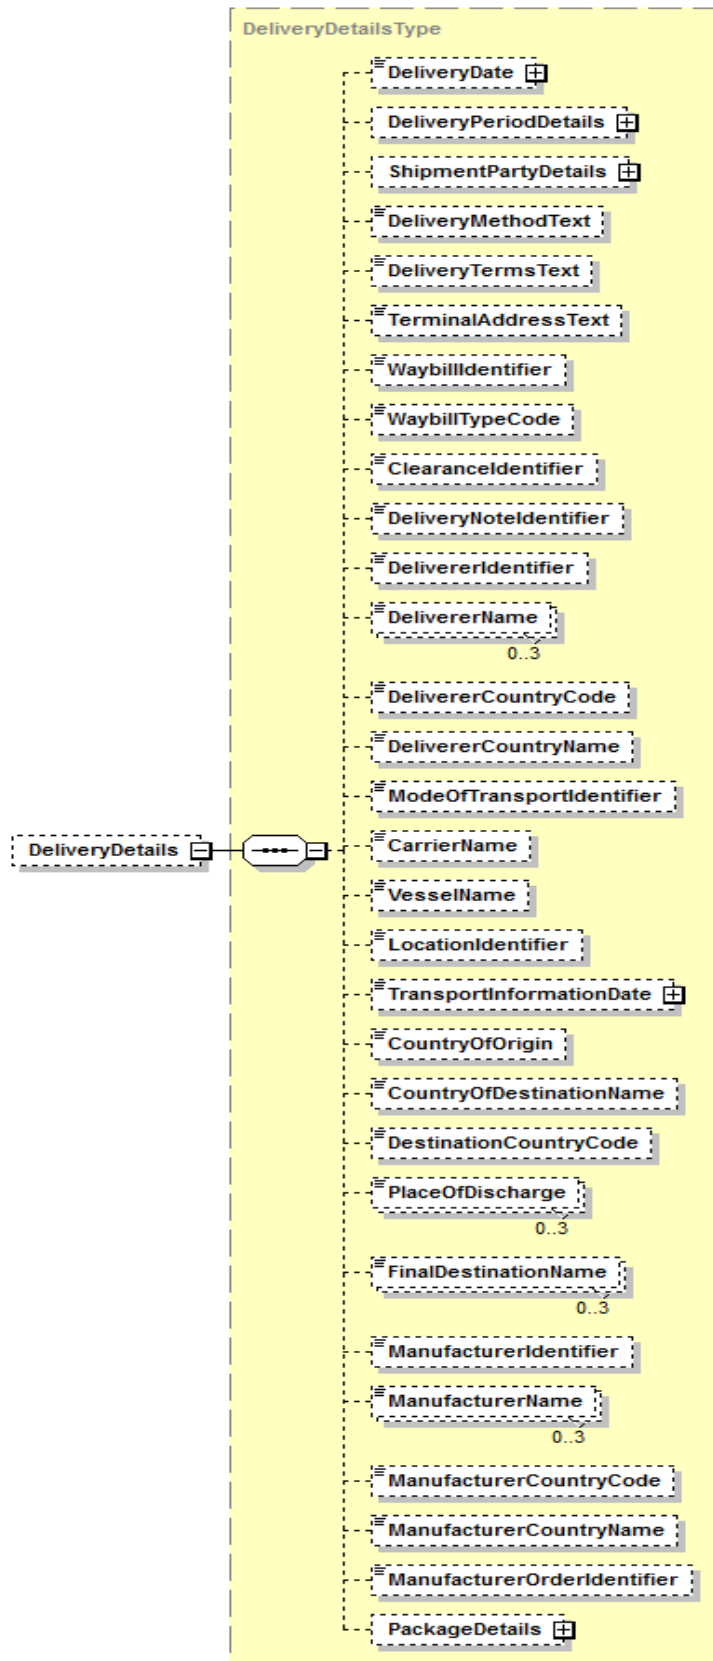 DeliveryDetailsType
DeliveryDate
DeliveryPeriodDetails
ShipmentPartyDetails
DeliveryMethodText
DeliveryTermsText
TerminalAddressText
WaybillIdentifier
WaybillTypeCode
ClearanceIdentifier
DeliveryNoteIdentifier
DelivererIdentifier
DelivererName
0..3
DelivererCountryCode
DelivererCountryName
ModeOfTransportIdentifier
DeliveryDetails
CarrierName
VesselName
LocationIdentifier
TransportInformationDate
CountryOfOrigin
CountryOfDestinationName
DestinationCountryCode
PlaceOfDischarge
0..3
FinalDestinationName
0..3
ManufacturerIdentifier
ManufacturerName
0..3
ManufacturerCountryCode
ManufacturerCountryName
ManufacturerOrderIdentifier
PackageDetails